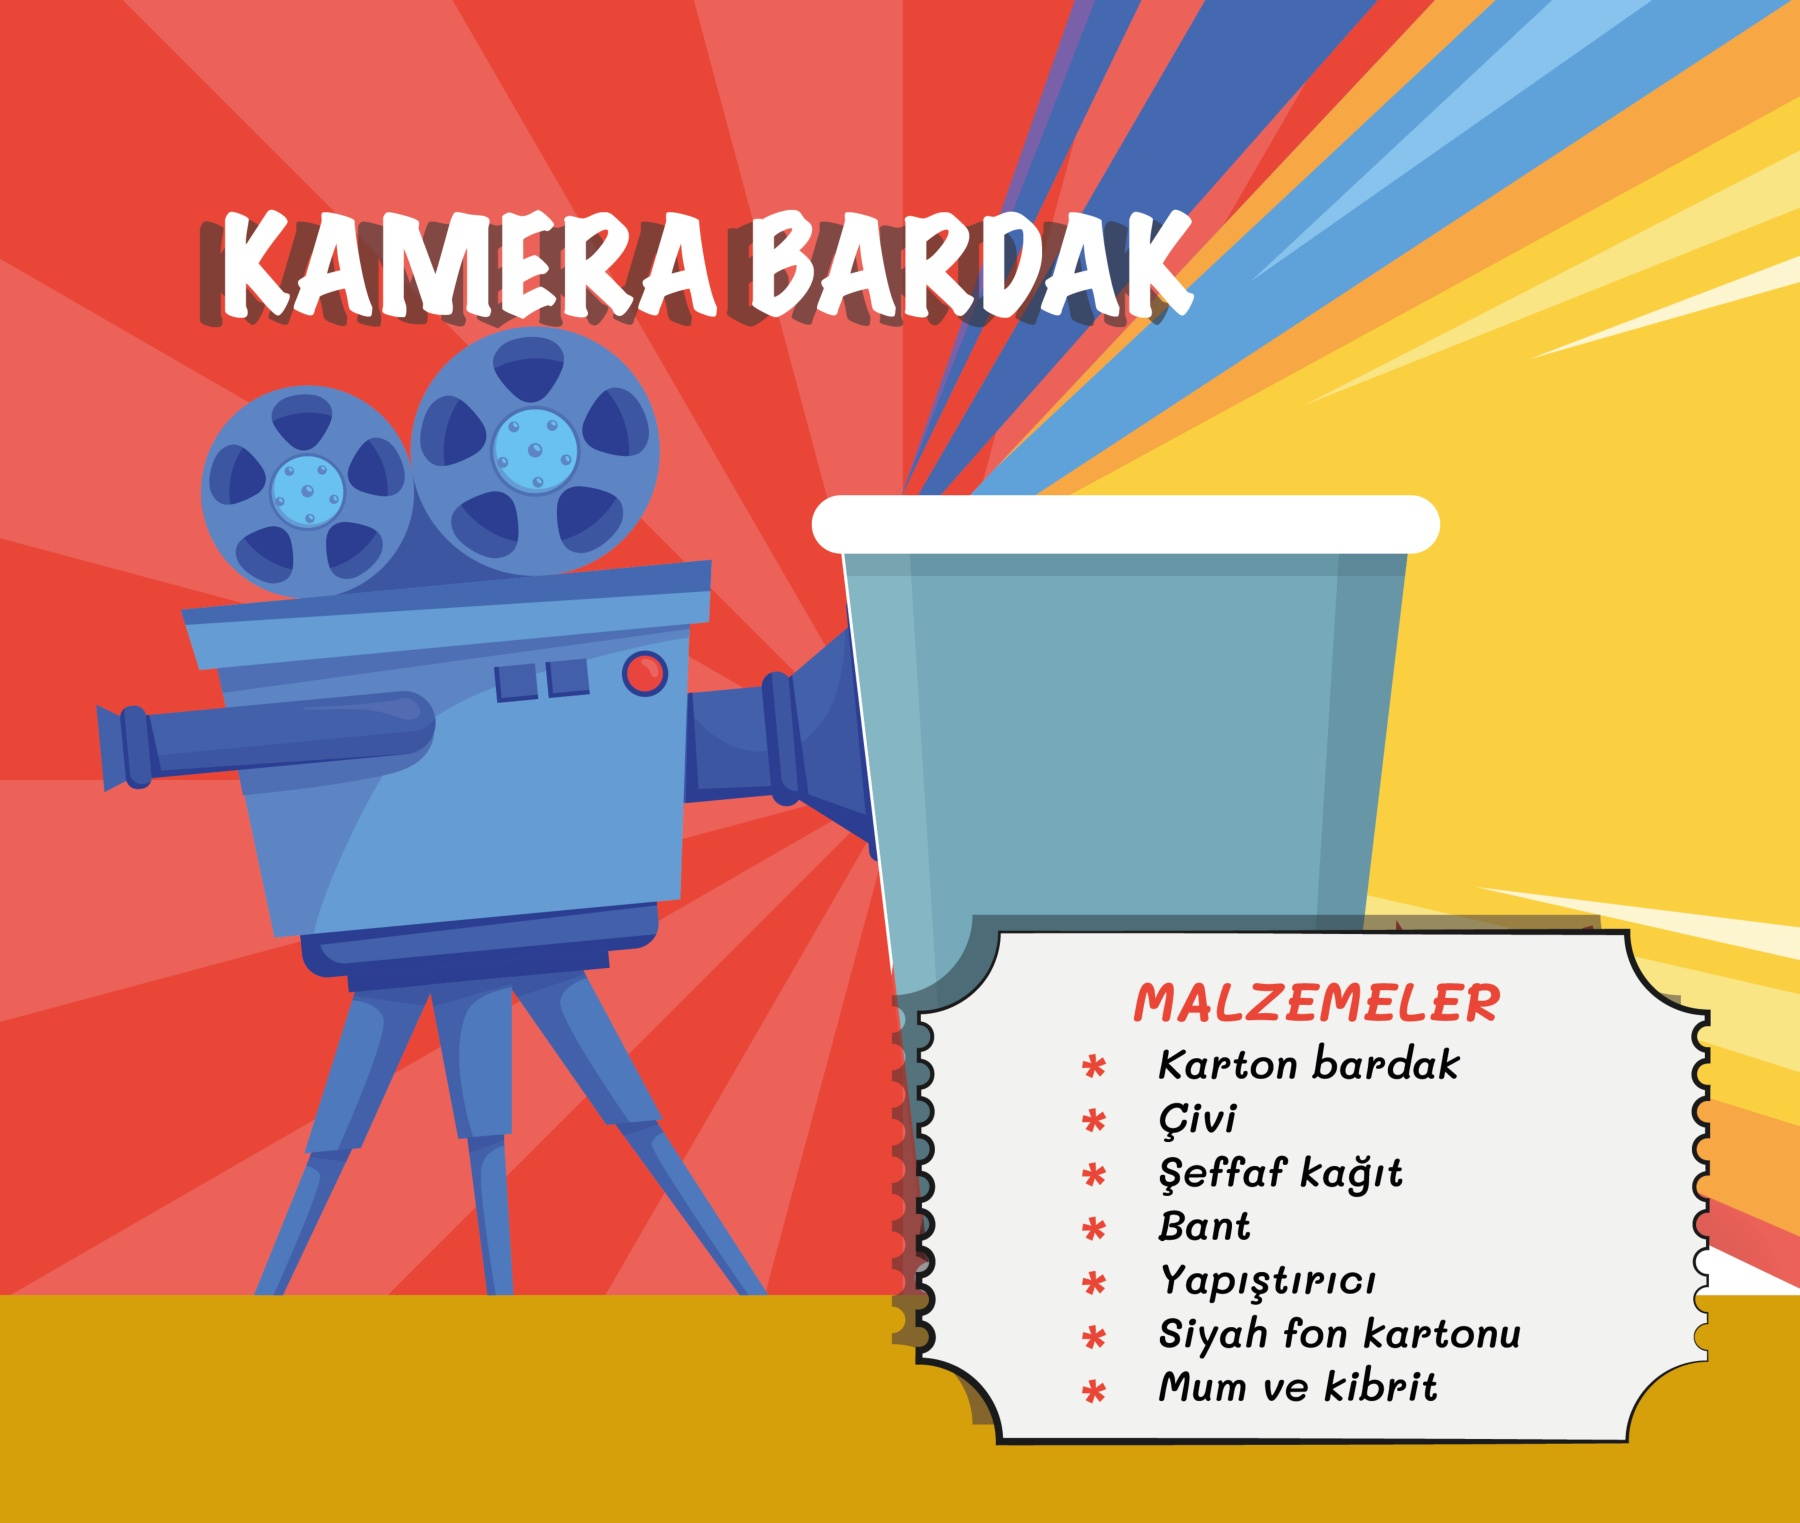 KAMERA BARDAK
MALZEMELER
* Karton bardak
* Çivi
* Şeffaf kağıt
* Bant
* Yapıştırıcı
* Siyah fon kartonu
* Mum ve kibrit